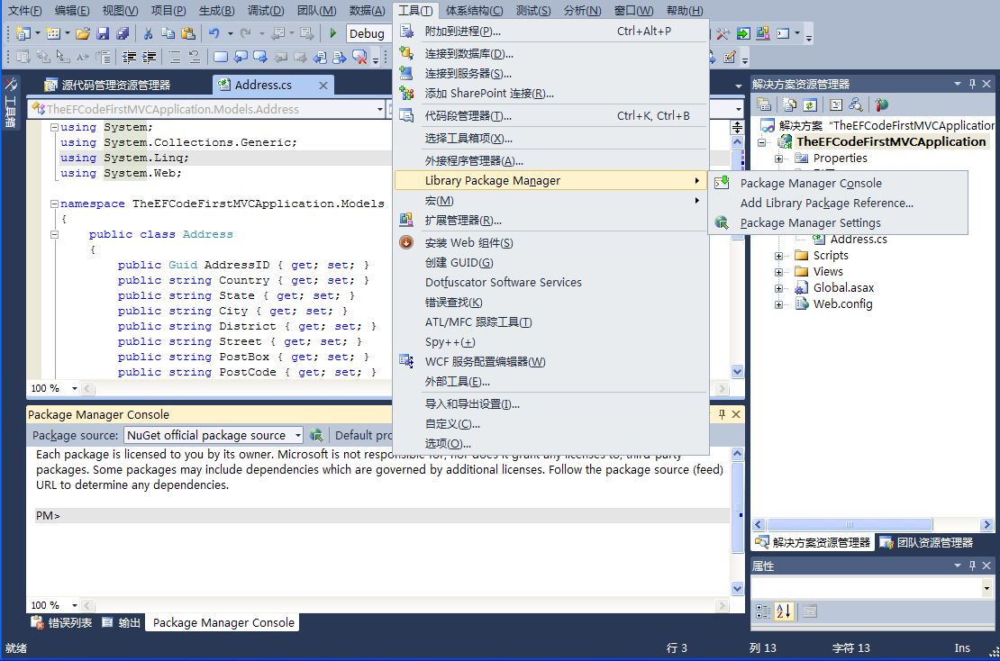 文件(F) 编辑(E) 视图(V) 项目(P) 生成(B) 调试(D) 团队(M) 数据(A) 工具(T) 体系结构(C) 测试(S) 分析(N) 窗口(W) 帮助(H)
Debug
附加到进程(P)... Ctrl+Alt+P
连接到数据库(D)...
连接到服务器(S)...
添加 SharePoint 连接(R)...
代码段管理器(T)... Ctrl+K, Ctrl+B
选择工具箱项(X)...
外接程序管理器(A)...
Library Package Manager
宏(M)
扩展管理器(R)...
安装 Web 组件(S)
创建 GUID(G)
Dotfuscator Software Services
错误查找(K)
ATL/MFC 跟踪工具(T)
Spy++(+)
WCF 服务配置编辑器(W)
外部工具(E)...
导入和导出设置(I)...
自定义(C)...
选项(O)...
Package Manager Console
Add Library Package Reference...
Package Manager Settings
工具箱
源代码管理资源管理器 Address.cs
TheEFCodeFirstMVCApplication.Models.Address
using System;
using System.Collections.Generic;
using System.Linq;
using System.Web;
namespace TheEFCodeFirstMVCApplication.Models
{
public class Address
{
public Guid AddressID { get; set; }
public string Country { get; set; }
public string State { get; set; }
public string City { get; set; }
public string District { get; set; }
public string Street { get; set; }
public string PostBox { get; set; }
public string PostCode { get; set; }
100 %
Package Manager Console
Package source: NuGet official package source Default pro
Each package is licensed to you by its owner. Microsoft is not responsible for, nor does it grant any licenses to, third-party
packages. Some packages may include dependencies which are governed by additional licenses. Follow the package source (feed)
URL to determine any dependencies.
PM>
100 %
错误列表 输出 Package Manager Console
解决方案资源管理器
解决方案 "TheEFCodeFirstMVCApplication
TheEFCodeFirstMVCApplication
Properties
Address.cs
Scripts
Views
Global.asax
Web.config
解决方案资源管理器 团队资源管理器
属性
就绪 行 3 列 13 字符 13 Ins